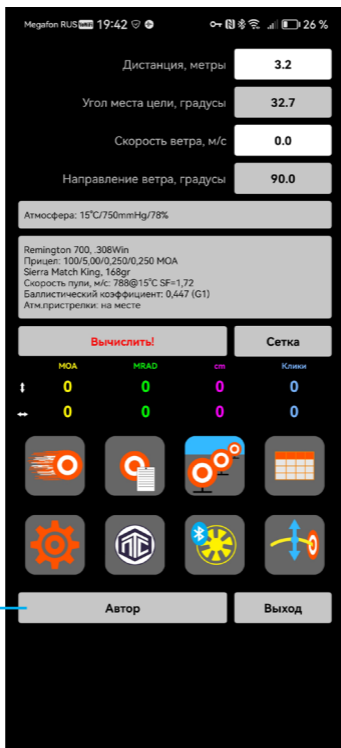 Megafon RUS 19:42 26 %
Дистанция, метры 3.2
Угол места цели, градусы 32.7
Скорость ветра, м/с 0.0
Направление ветра, градусы 90.0
Атмосфера: 15°C/750mmHg/78%
Remington 700, .308Win
Прицел: 100/5,00/0,250/0,250 MOA
Sierra Match King, 168gr
Скорость пули, м/с: 788@15°C SF=1,72
Баллистический коэффициент: 0,447 (G1)
Атм.пристрелки: на месте
Вычислить! Сетка
MOA MRAD cm Клики
0 0 0 0
0 0 0 0
Автор Выход